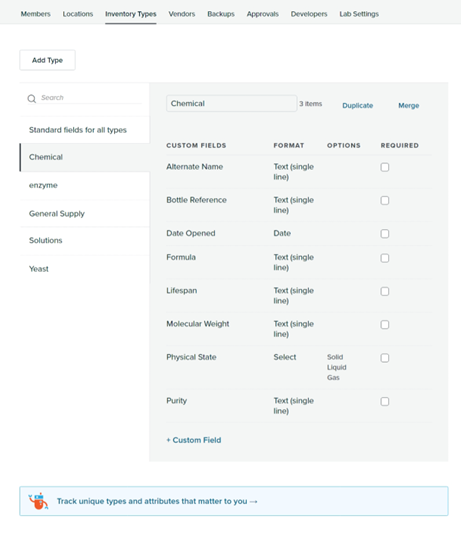 Members Locations Inventory Types Vendors Backups Approvals Developers Lab Settings
Add Type
Search
Standard fields for all types
Chemical
enzyme
General Supply
Solutions
Yeast
Chemical 3 items Duplicate Merge
CUSTOM FIELDS FORMAT OPTIONS REQUIRED
Alternate Name Text (single
line)
Bottle Reference Text (single
line)
Date Opened Date
Formula Text (single
line)
Lifespan Text (single
line)
Molecular Weight Text (single
line)
Physical State Select Solid
Liquid
Gas
Purity Text (single
line)
+ Custom Field
Track unique types and attributes that matter to you →